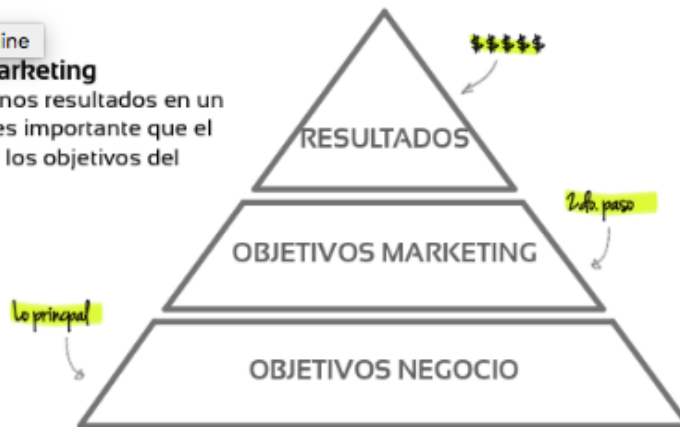 ine
arketing
nos resultados en un
es importante que el
los objetivos del
$$$$$
RESULTADOS
2do. paso
OBJETIVOS MARKETING
Lo principal
OBJETIVOS NEGOCIO